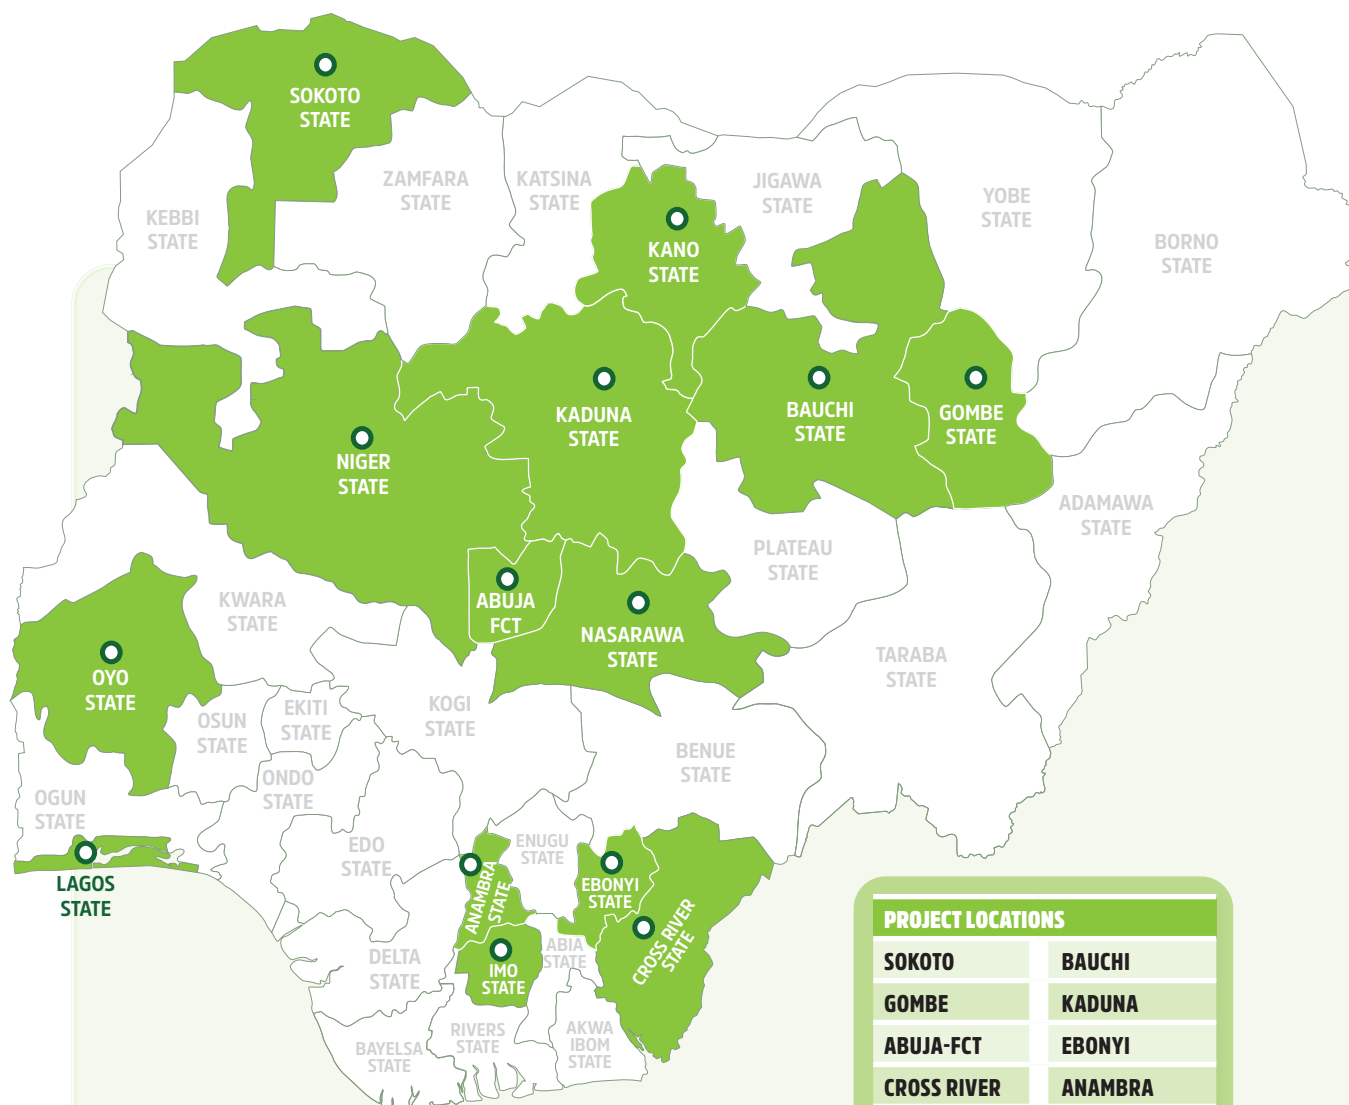 SOKOTO
STATE
ZAMFARA
STATE
KATSINA
STATE
JIGAWA
STATE
YOBE
STATE
KEBBI
STATE
BORNO
STATE
KANO
STATE
KADUNA
STATE
BAUCHI
STATE
GOMBE
STATE
NIGER
STATE
ADAMAWA
STATE
PLATEAU
STATE
ABUJA
FCT
NASARAWA
STATE
KWARA
STATE
TARABA
STATE
OYO
STATE
OSUN
STATE
EKITI
STATE
KOGI
STATE
BENUE
STATE
ONDO
STATE
OGUN
STATE
EDO
STATE
ENUGU
STATE
LAGOS
STATE
ANAMBRA
STATE
EBONYI
STATE
CROSS RIVER
STATE
DELTA
STATE
IMO
STATE
ABIA
STATE
RIVERS
STATE
AKWA
IBOM
STATE
BAYELSA
STATE
PROJECT LOCATIONS
SOKOTO BAUCHI
GOMBE KADUNA
ABUJA-FCT EBONYI
CROSS RIVER ANAMBRA